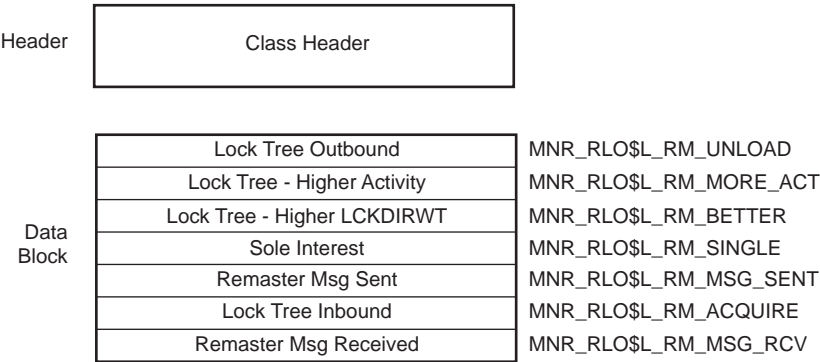 Header
Class Header
Lock Tree Outbound MNR_RLO$L_RM_UNLOAD
Lock Tree - Higher Activity MNR_RLO$L_RM_MORE_ACT
Lock Tree - Higher LCKDIRWT MNR_RLO$L_RM_BETTER
Data
Block
Sole Interest MNR_RLO$L_RM_SINGLE
Remaster Msg Sent MNR_RLO$L_RM_MSG_SENT
Lock Tree Inbound MNR_RLO$L_RM_ACQUIRE
Remaster Msg Received MNR_RLO$L_RM_MSG_RCV